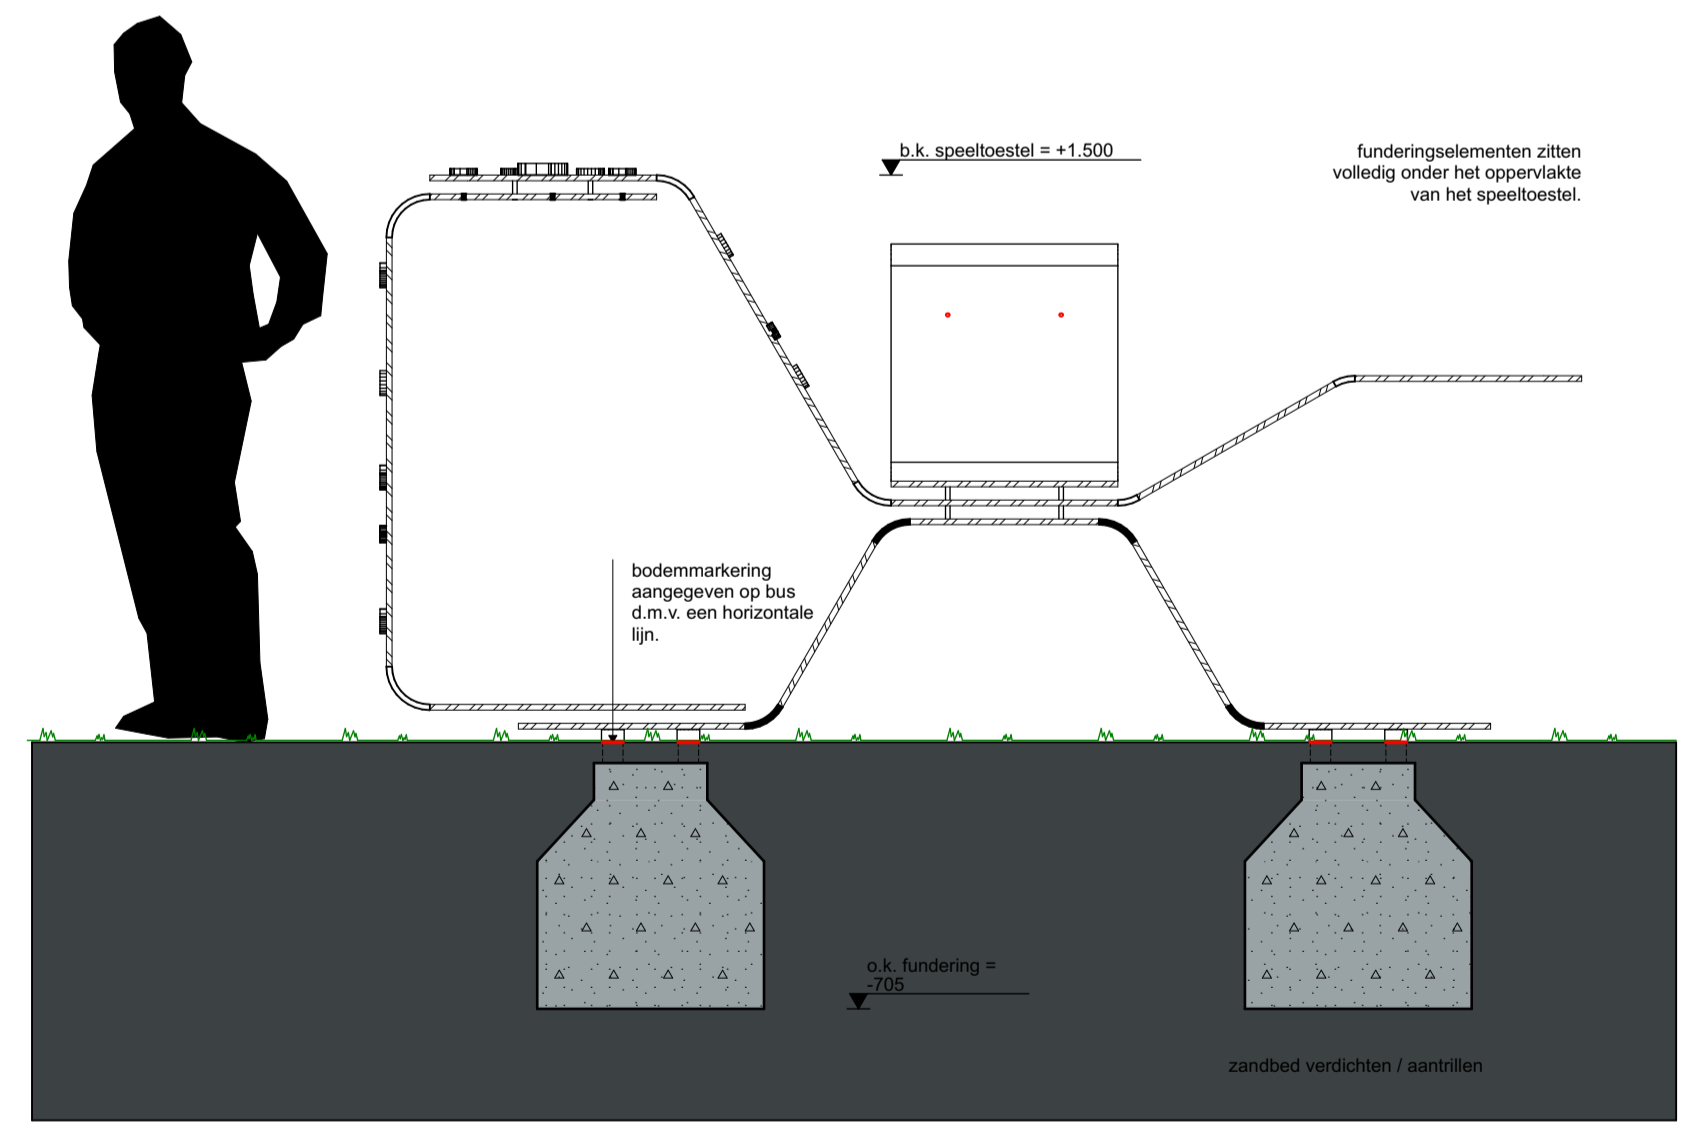 b.k. speeltoestel = +1.500
funderingselementen zitten
volledig onder het oppervlakte
van het speeltoestel.
bodemmarkering
aangegeven op bus
d.m.v. een horizontale
lijn.
o.k. fundering =
-705
zandbed verdichten / aantrillen